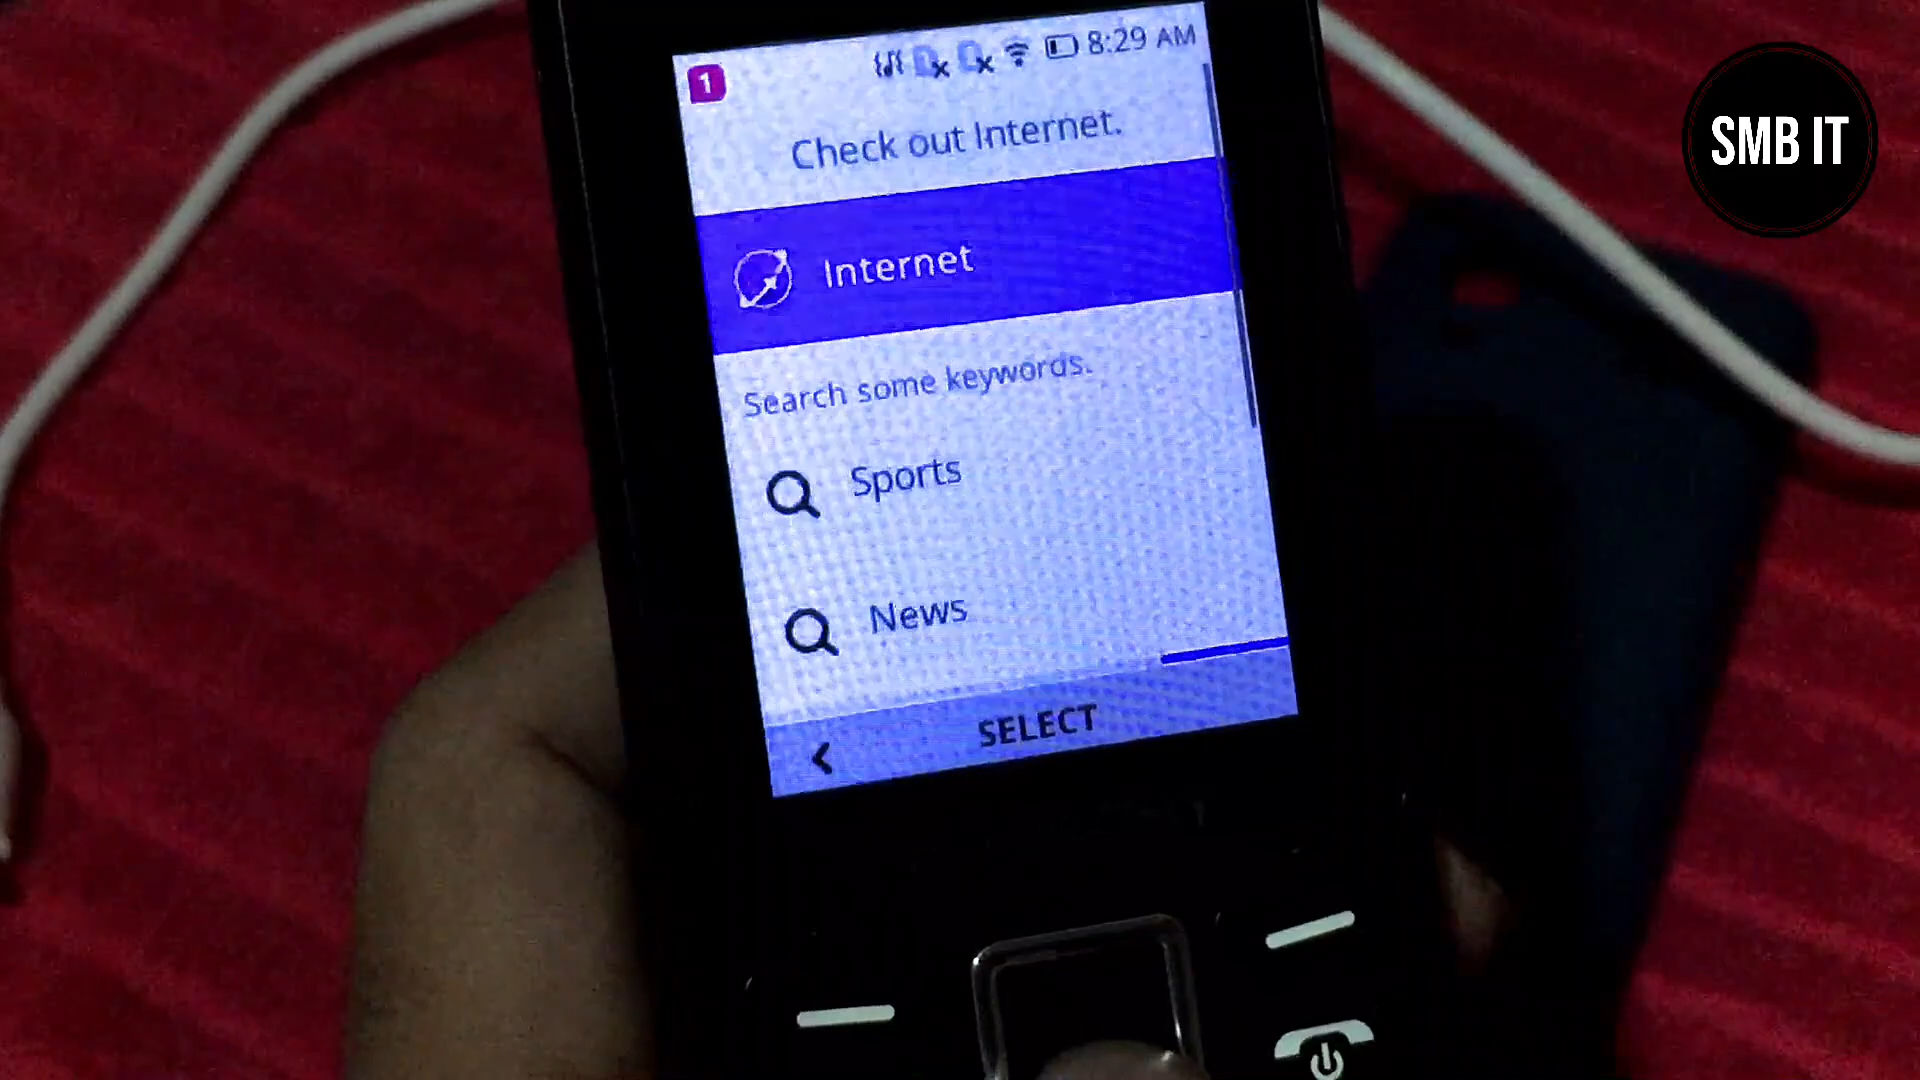 1
8:29 AM
Check out Internet.
Internet
Search some keywords.
Sports
News
SELECT
SMB IT